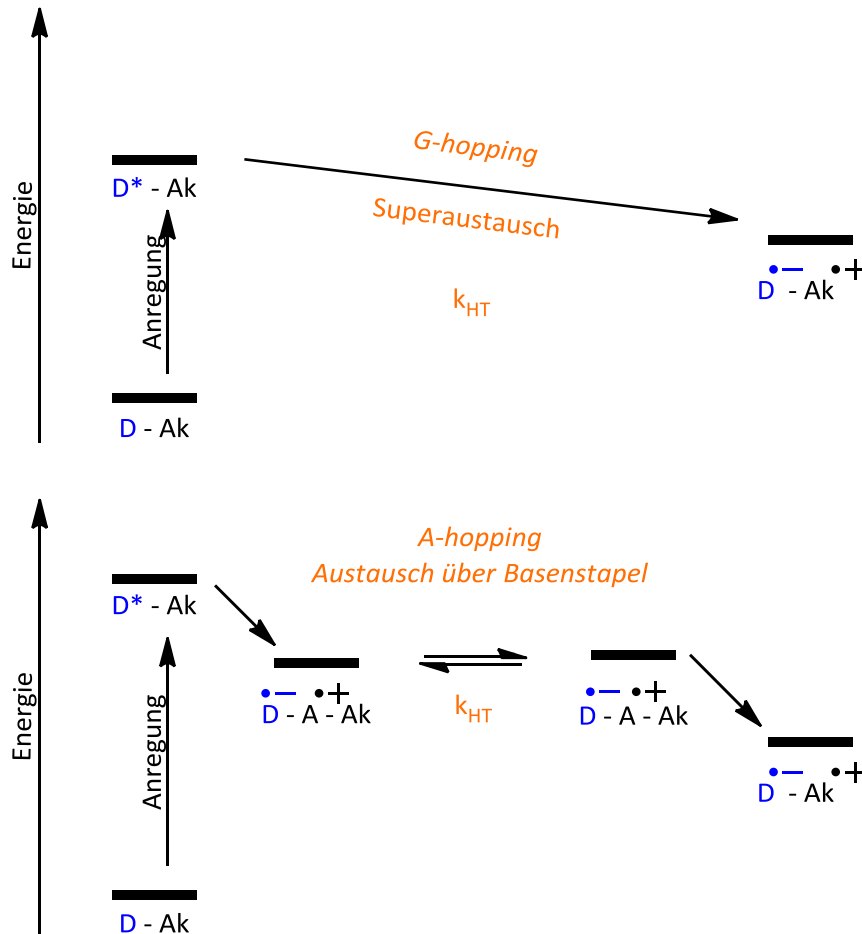 Energie
G-hopping
D* - Ak
Superaustausch
Anregung
•– •+
D - Ak
k_HT
D - Ak
Energie
A-hopping
Austausch über Basenstapel
D* - Ak
Anregung
•– •+
D - A - Ak
k_HT
•– •+
D - A - Ak
•– •+
D - Ak
D - Ak